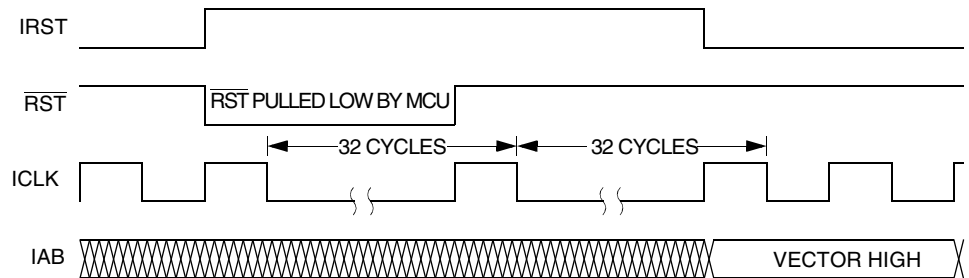 IRST
RST
RST PULLED LOW BY MCU
32 CYCLES
32 CYCLES
ICLK
IAB
VECTOR HIGH